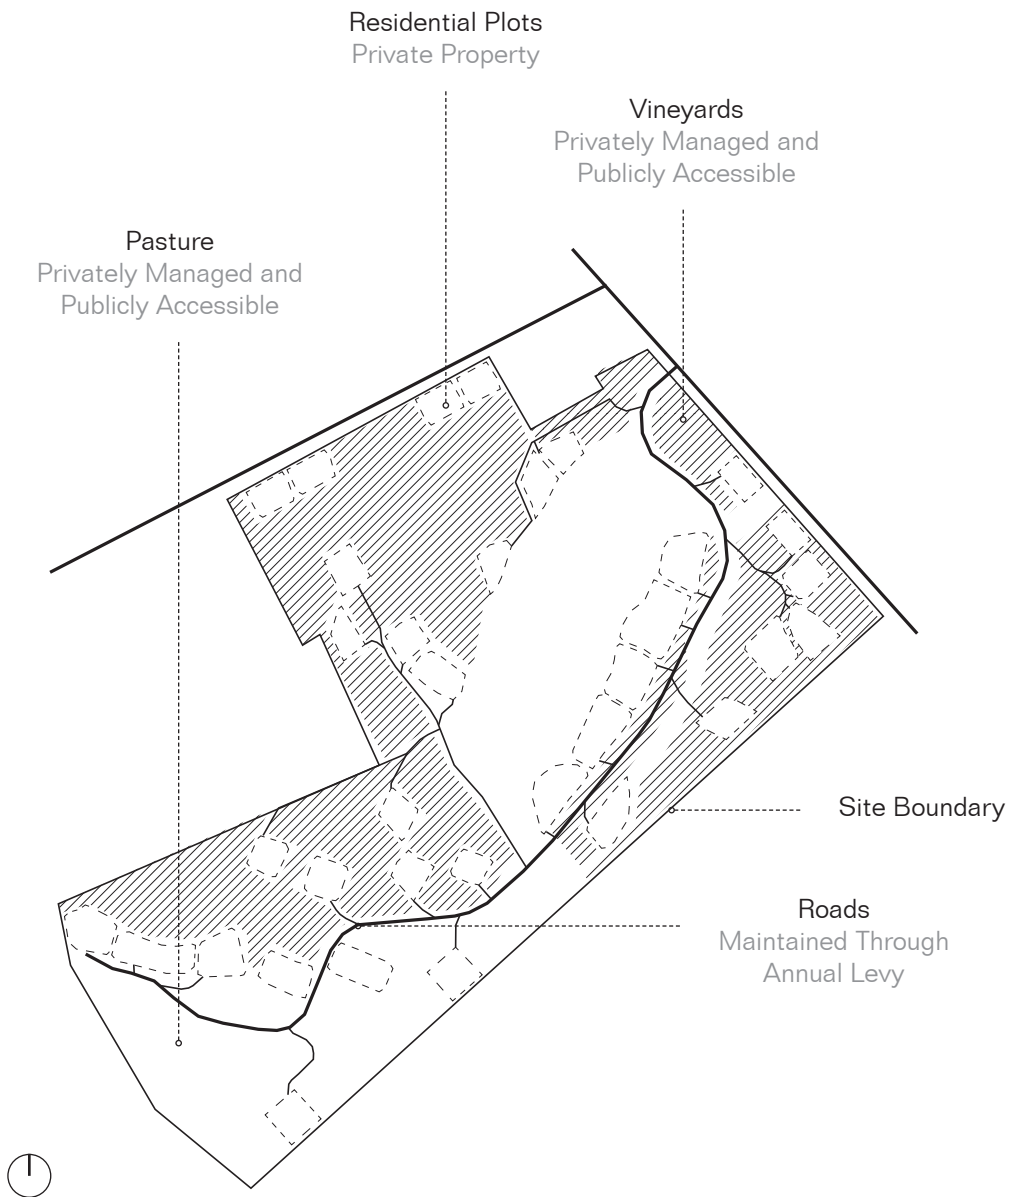 Residential Plots
Private Property
Vineyards
Privately Managed and
Publicly Accessible
Pasture
Privately Managed and
Publicly Accessible
Site Boundary
Roads
Maintained Through
Annual Levy